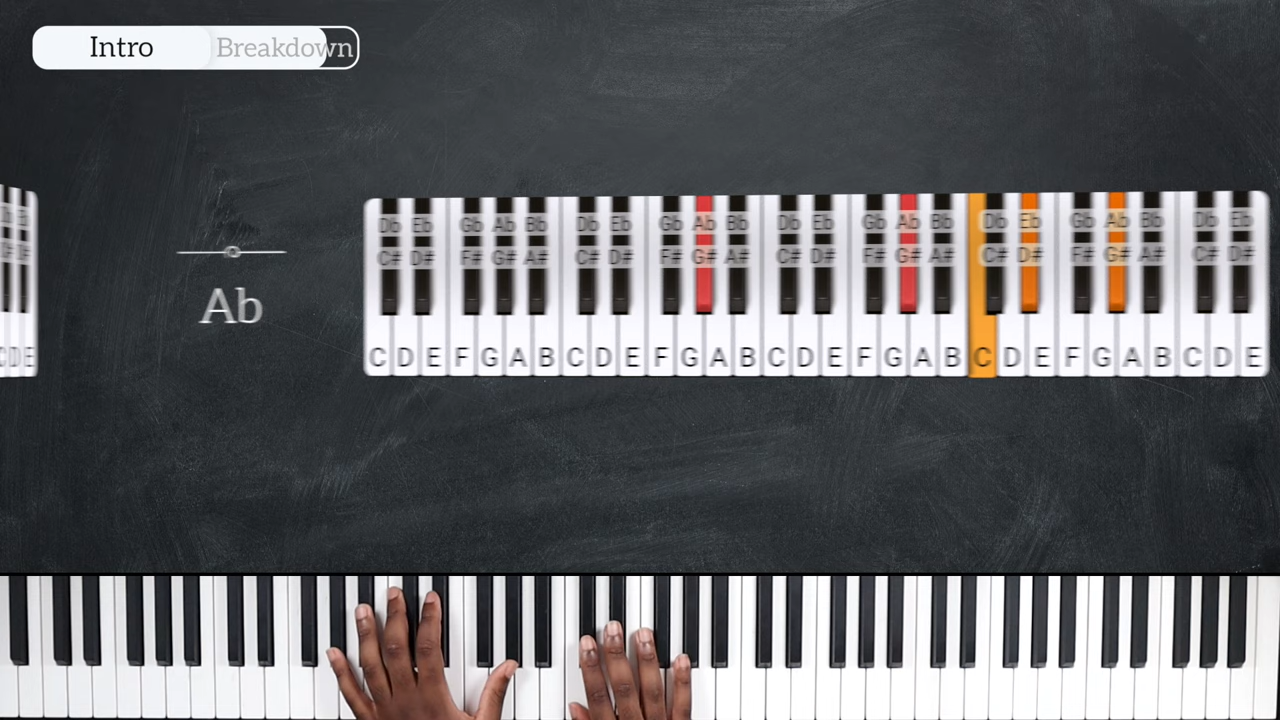 Intro Breakdown
Db Eb Gb Ab Bb Db Eb Gb Ab Bb Db Eb Gb Ab Bb Db Eb Gb Ab Bb Db Eb
C# D# F# G# A# C# D# F# G# A# C# D# F# G# A# C# D# F# G# A# C# D#
Ab
C D E F G A B C D E F G A B C D E F G A B C D E F G A B C D E
D E